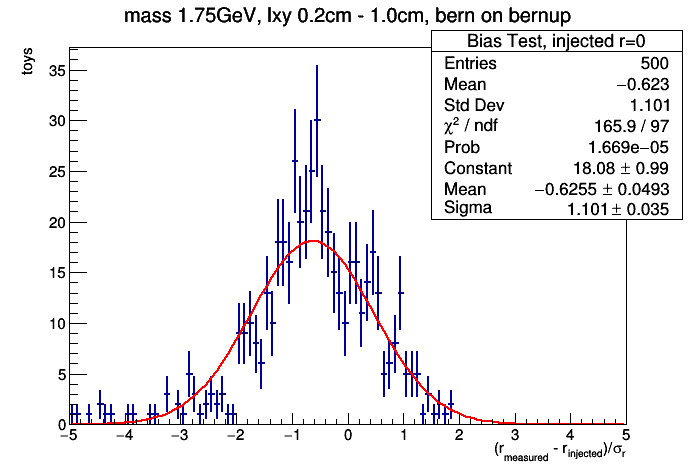 mass 1.75GeV, lxy 0.2cm - 1.0cm, bern on bernup
Bias Test, injected r=0
Entries 500
Mean −0.623
Std Dev 1.101
χ² / ndf 165.9 / 97
Prob 1.669e−05
Constant 18.08 ± 0.99
Mean −0.6255 ± 0.0493
Sigma 1.101 ± 0.035
toys
35
30
25
20
15
10
5
0
−5 −4 −3 −2 −1 0 1 2 3 4 5
(r_measured - r_injected)/σ_r